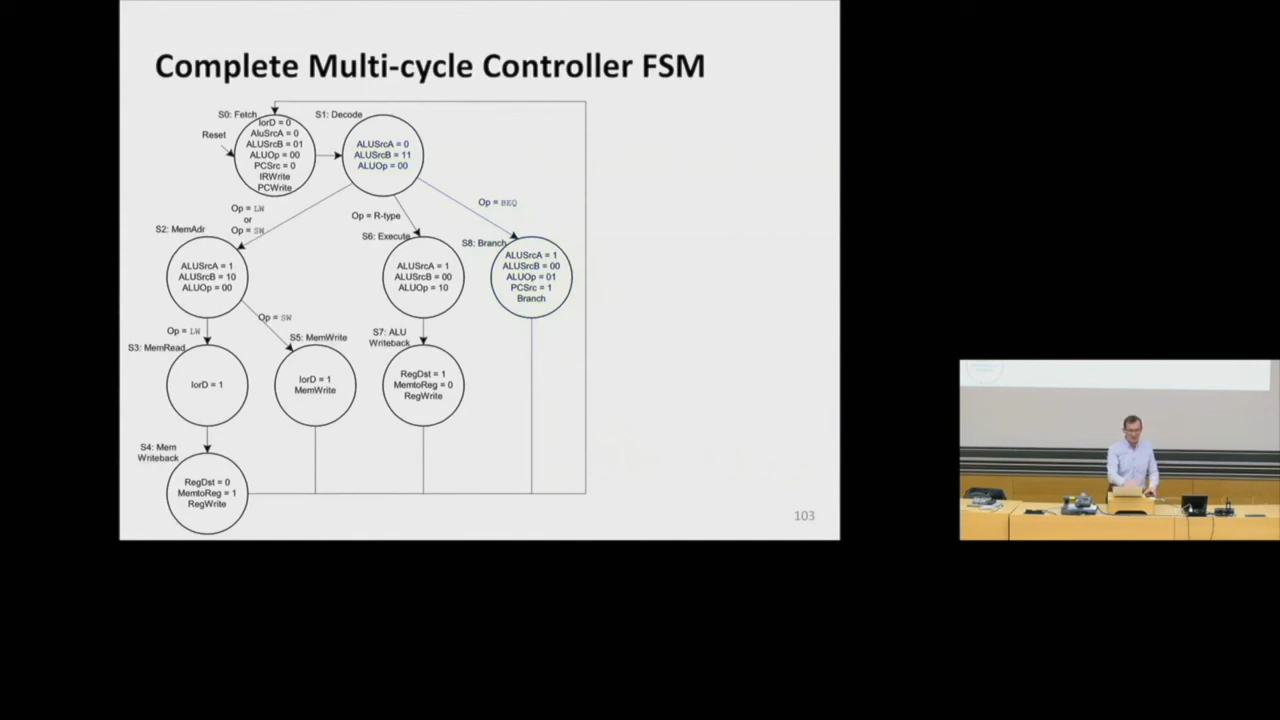 Complete Multi-cycle Controller FSM
S0: Fetch
S1: Decode
Reset
IorD = 0
AluSrcA = 0
ALUSrcB = 01
ALUOp = 00
PCSrc = 0
IRWrite
PCWrite
ALUSrcA = 0
ALUSrcB = 11
ALUOp = 00
Op = LW
or
Op = SW
Op = R-type
Op = BEQ
S2: MemAdr
ALUSrcA = 1
ALUSrcB = 10
ALUOp = 00
S6: Execute
ALUSrcA = 1
ALUSrcB = 00
ALUOp = 10
S8: Branch
ALUSrcA = 1
ALUSrcB = 00
ALUOp = 01
PCSrc = 1
Branch
Op = LW
Op = SW
S3: MemRead
IorD = 1
S5: MemWrite
IorD = 1
MemWrite
S7: ALU
Writeback
RegDst = 1
MemtoReg = 0
RegWrite
S4: Mem
Writeback
RegDst = 0
MemtoReg = 1
RegWrite
103